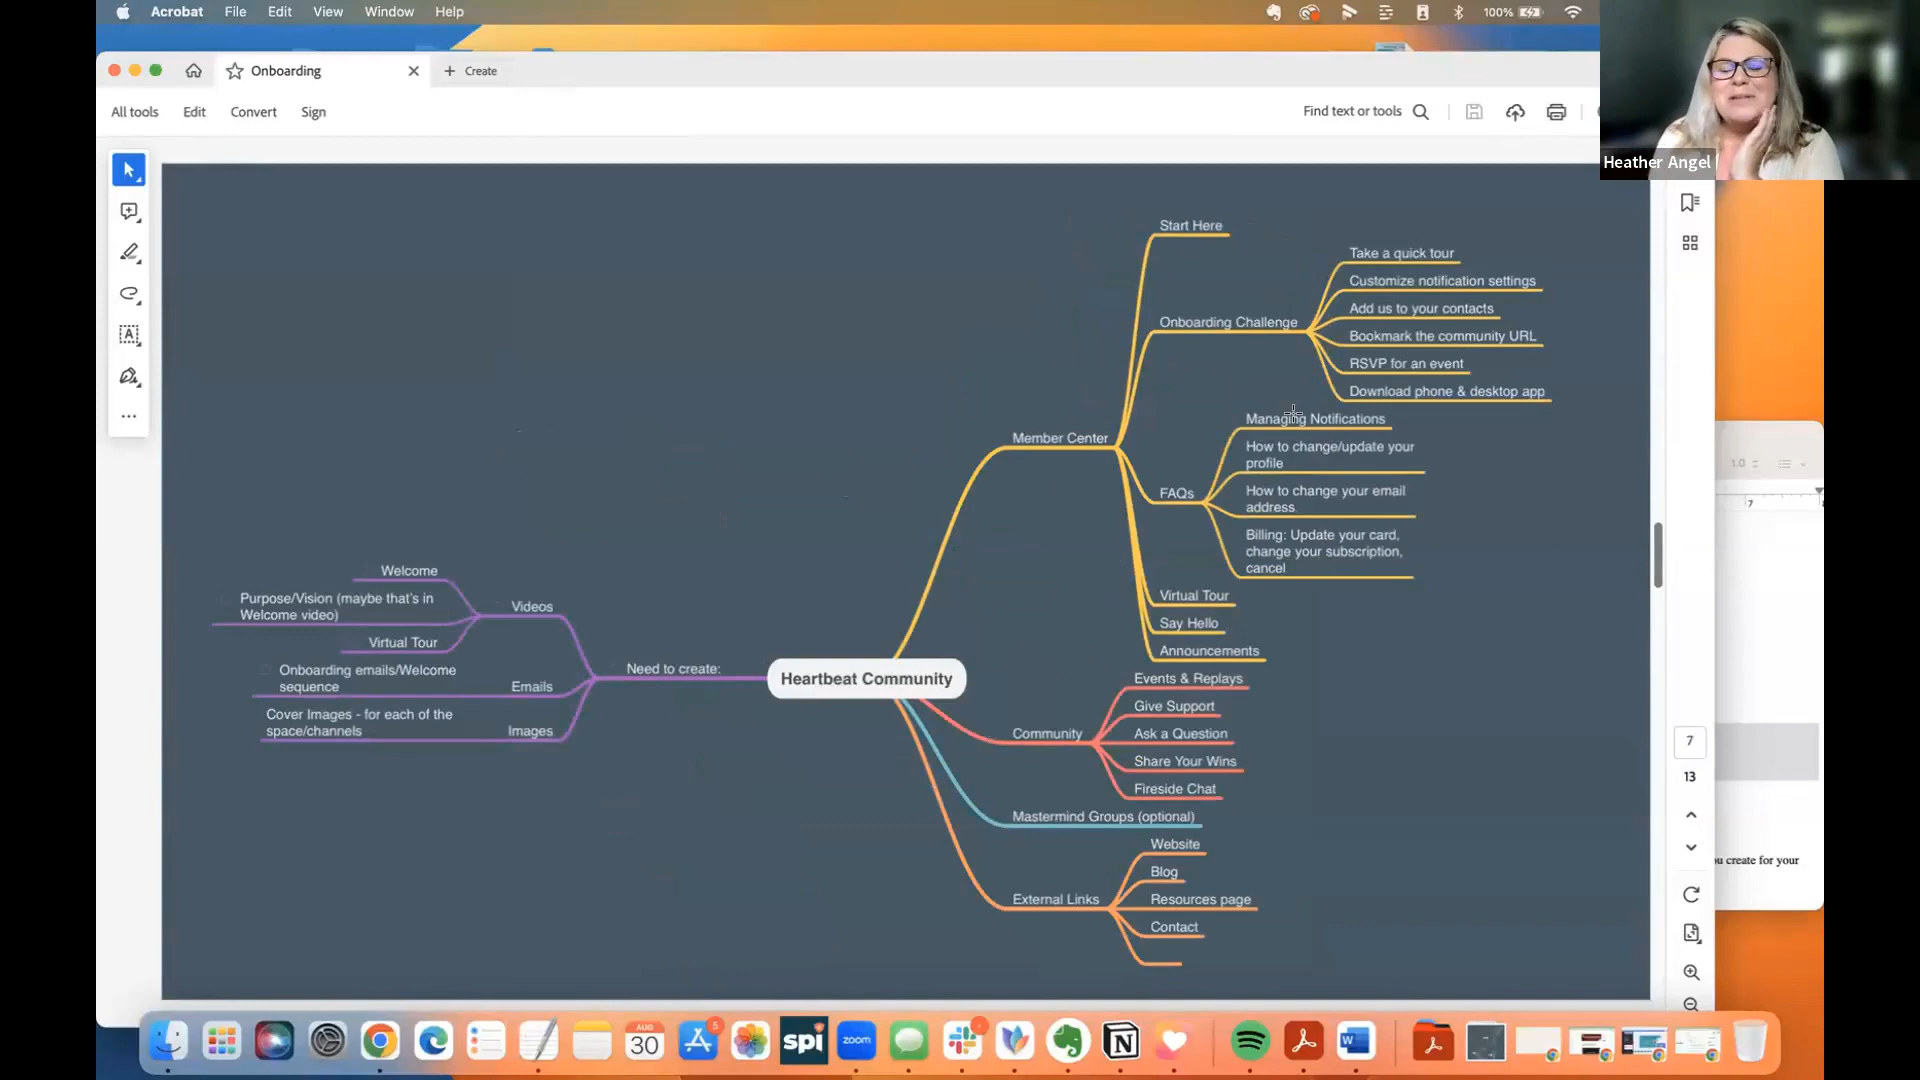 Acrobat File Edit View Window Help
100%
Onboarding
Create
All tools Edit Convert Sign
Find text or tools
Heather Angel
Start Here
Take a quick tour
Customize notification settings
Add us to your contacts
Onboarding Challenge
Bookmark the community URL
RSVP for an event
Download phone & desktop app
Managing Notifications
Member Center
How to change/update your
profile
FAQs
How to change your email
address
Billing: Update your card,
change your subscription,
cancel
Virtual Tour
Say Hello
Announcements
Welcome
Purpose/Vision (maybe that's in
Welcome video)
Videos
Virtual Tour
Onboarding emails/Welcome
sequence
Emails
Cover Images - for each of the
space/channels
Images
Need to create:
Heartbeat Community
Events & Replays
Give Support
Community
Ask a Question
Share Your Wins
Fireside Chat
Mastermind Groups (optional)
Website
Blog
External Links
Resources page
Contact
1.0
7
7
13
u create for your
AUG
30
5
spi
zoom
N
W